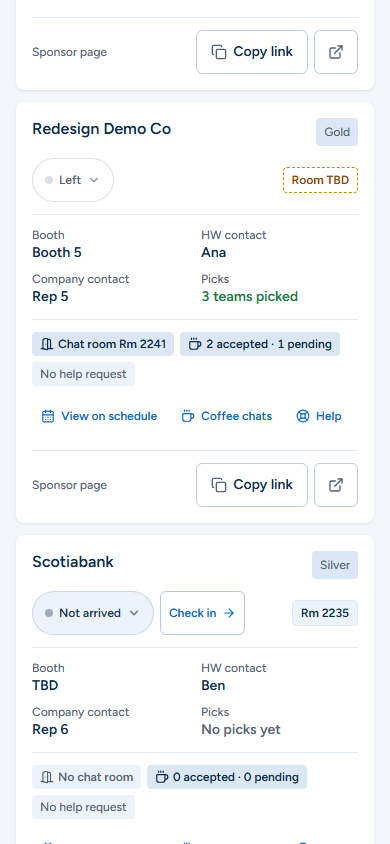 Sponsor page
Copy link
Redesign Demo Co
Gold
Left
Room TBD
Booth
HW contact
Booth 5
Ana
Company contact
Picks
Rep 5
3 teams picked
Chat room Rm 2241
2 accepted · 1 pending
No help request
View on schedule
Coffee chats
Help
Sponsor page
Copy link
Scotiabank
Silver
Not arrived
Check in
Rm 2235
Booth
HW contact
TBD
Ben
Company contact
Picks
Rep 6
No picks yet
No chat room
0 accepted · 0 pending
No help request